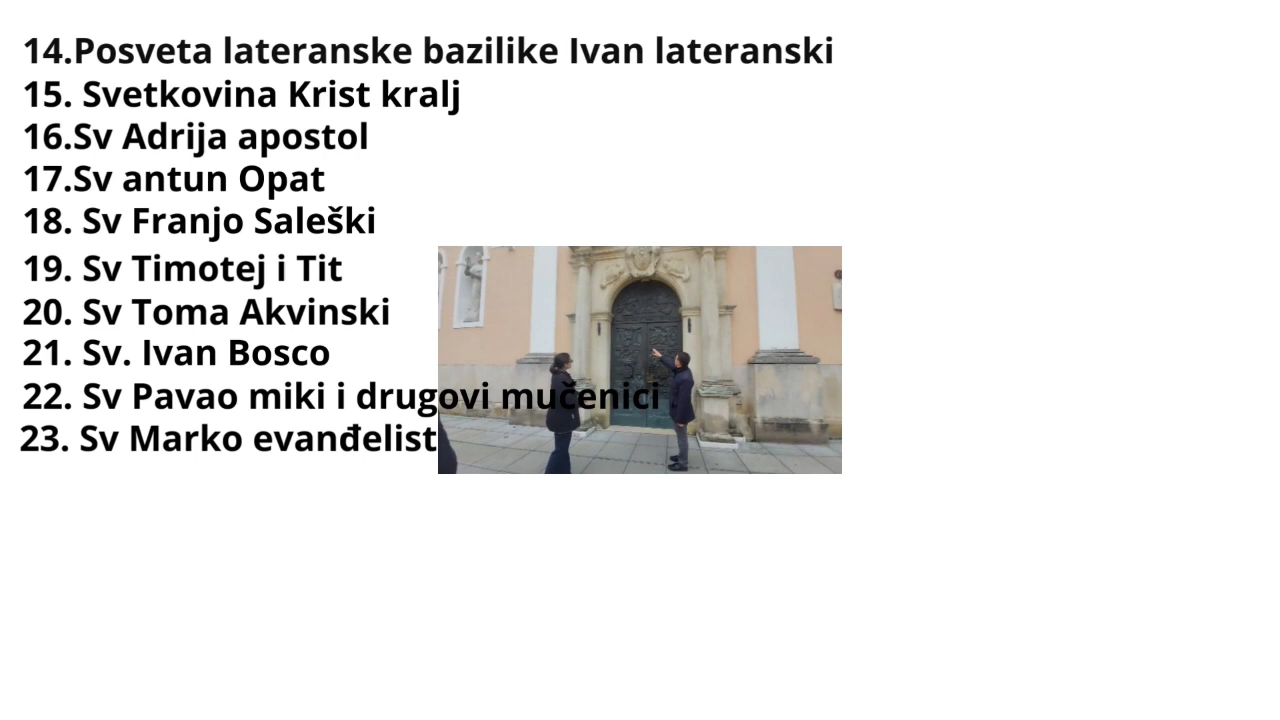 14.Posveta lateranske bazilike Ivan lateranski
15. Svetkovina Krist kralj
16.Sv Adrija apostol
17.Sv antun Opat
18. Sv Franjo Saleški
19. Sv Timotej i Tit
20. Sv Toma Akvinski
21. Sv. Ivan Bosco
22. Sv Pavao miki i drugovi mučenici
23. Sv Marko evanđelist